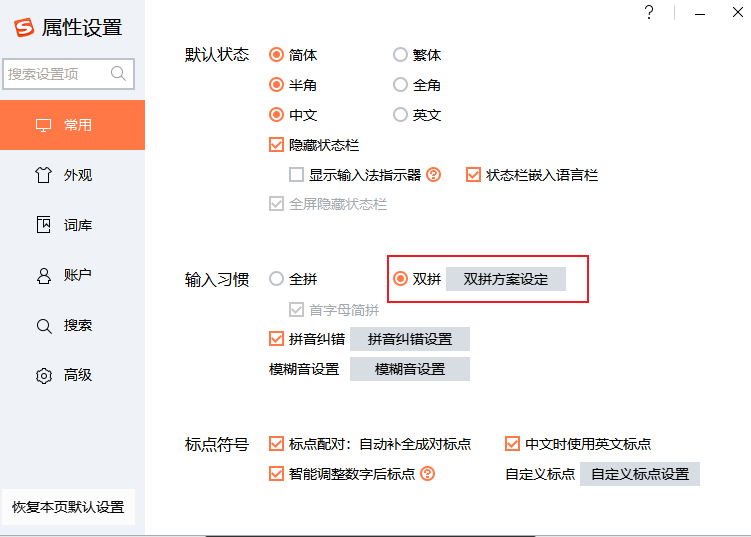 属性设置
搜索设置项
常用
外观
词库
账户
搜索
高级
恢复本页默认设置
默认状态 简体 繁体
半角 全角
中文 英文
隐藏状态栏
显示输入法指示器 ? 状态栏嵌入语言栏
全屏隐藏状态栏
输入习惯 全拼 双拼 双拼方案设定
首字母简拼
拼音纠错 拼音纠错设置
模糊音设置 模糊音设置
标点符号 标点配对：自动补全成对标点 中文时使用英文标点
智能调整数字后标点 ? 自定义标点 自定义标点设置